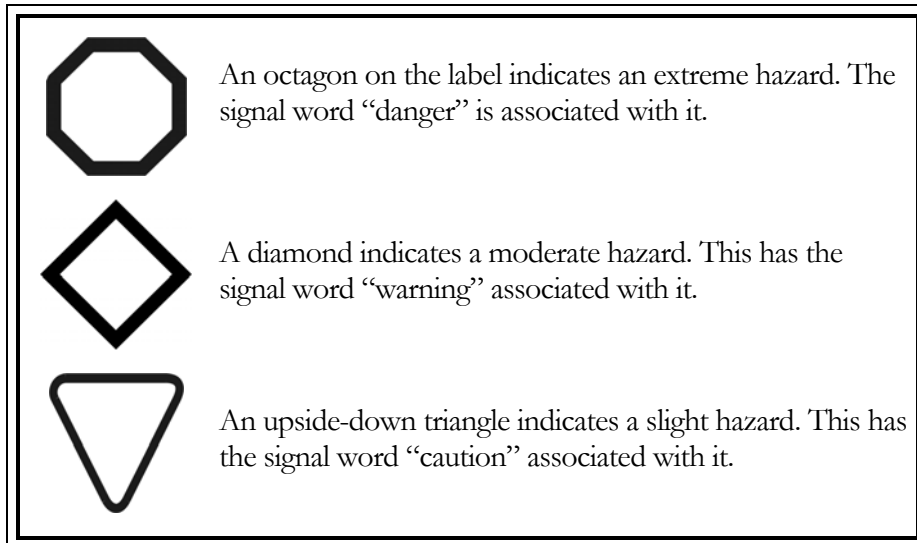 An octagon on the label indicates an extreme hazard. The
signal word “danger” is associated with it.
A diamond indicates a moderate hazard. This has the
signal word “warning” associated with it.
An upside-down triangle indicates a slight hazard. This has
the signal word “caution” associated with it.